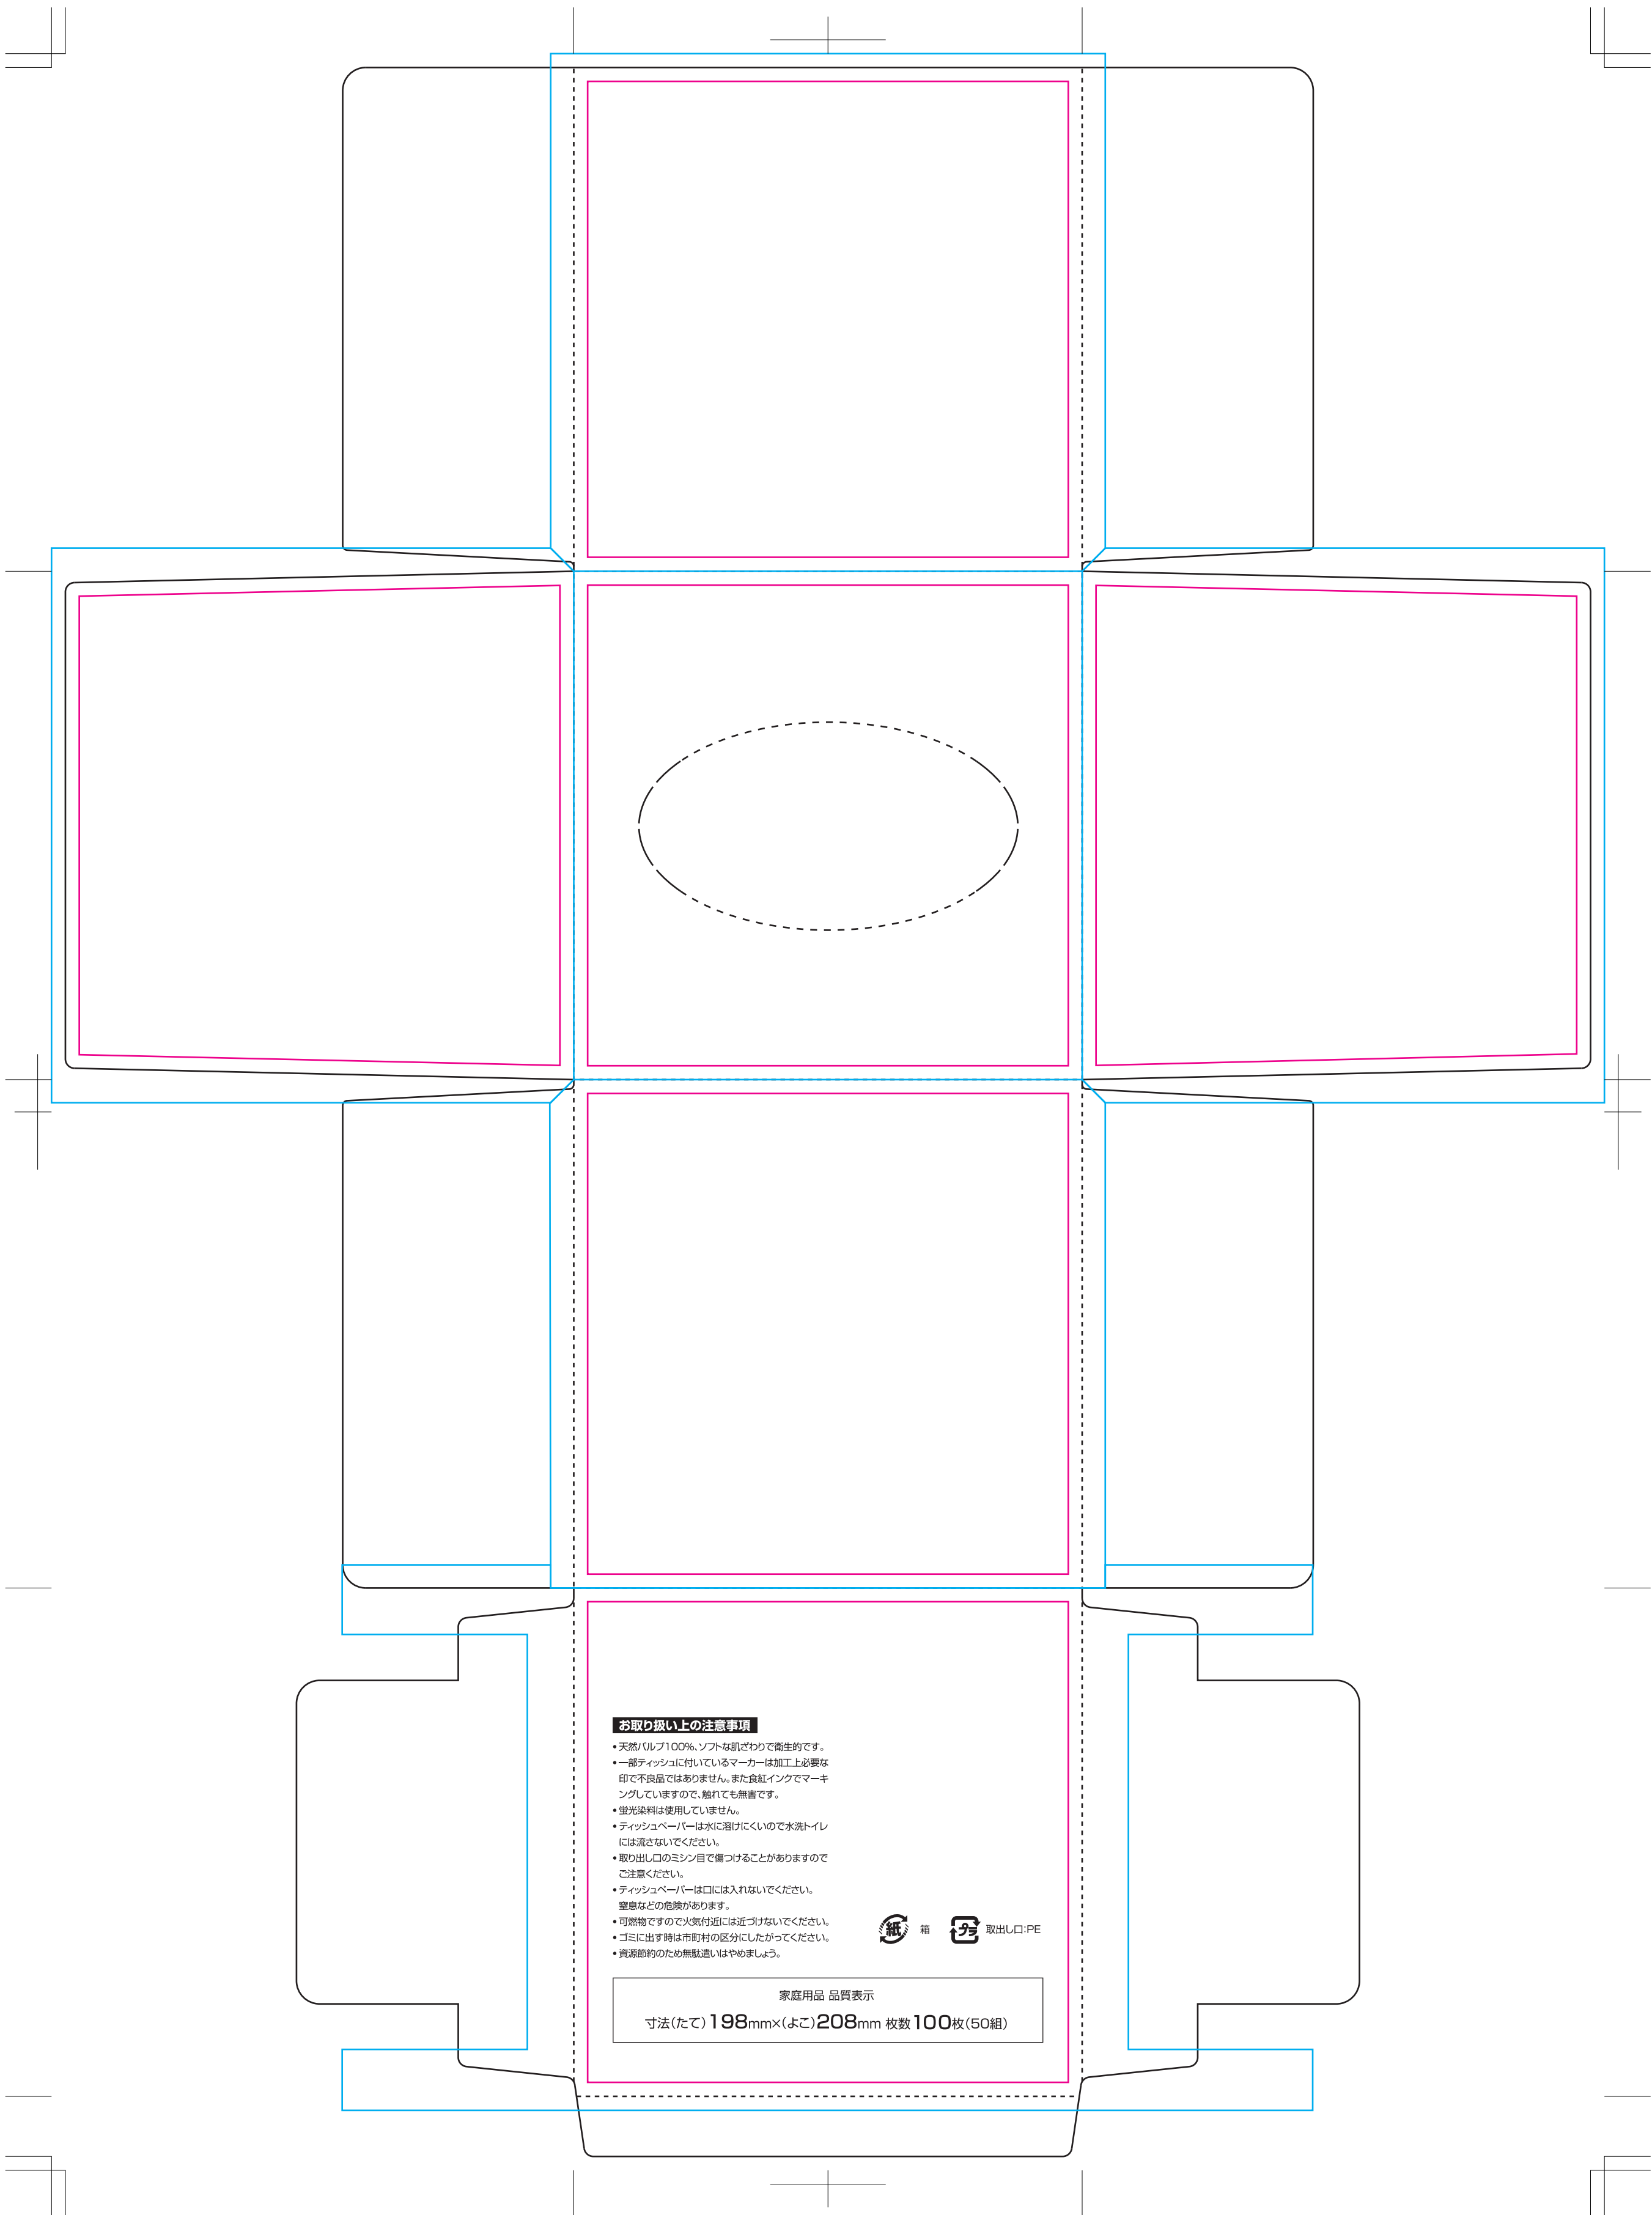 お取り扱い上の注意事項
•天然パルプ100%、ソフトな肌ざわりで衛生的です。
•一部ティッシュに付いているマーカーは加工上必要な
印で不良品ではありません。また食紅インクでマーキ
ングしていますので、触れても無害です。
•蛍光染料は使用していません。
•ティッシュペーパーは水に溶けにくいので水洗トイレ
には流さないでください。
•取り出し口のミシン目で傷つけることがありますので
ご注意ください。
•ティッシュペーパーは口には入れないでください。
窒息などの危険があります。
•可燃物ですので火気付近には近づけないでください。
•ゴミに出す時は市町村の区分にしたがってください。
•資源節約のため無駄遣いはやめましょう。
紙 箱 プラ 取出し口:PE
家庭用品 品質表示
寸法(たて)198mm×(よこ)208mm 枚数100枚(50組)